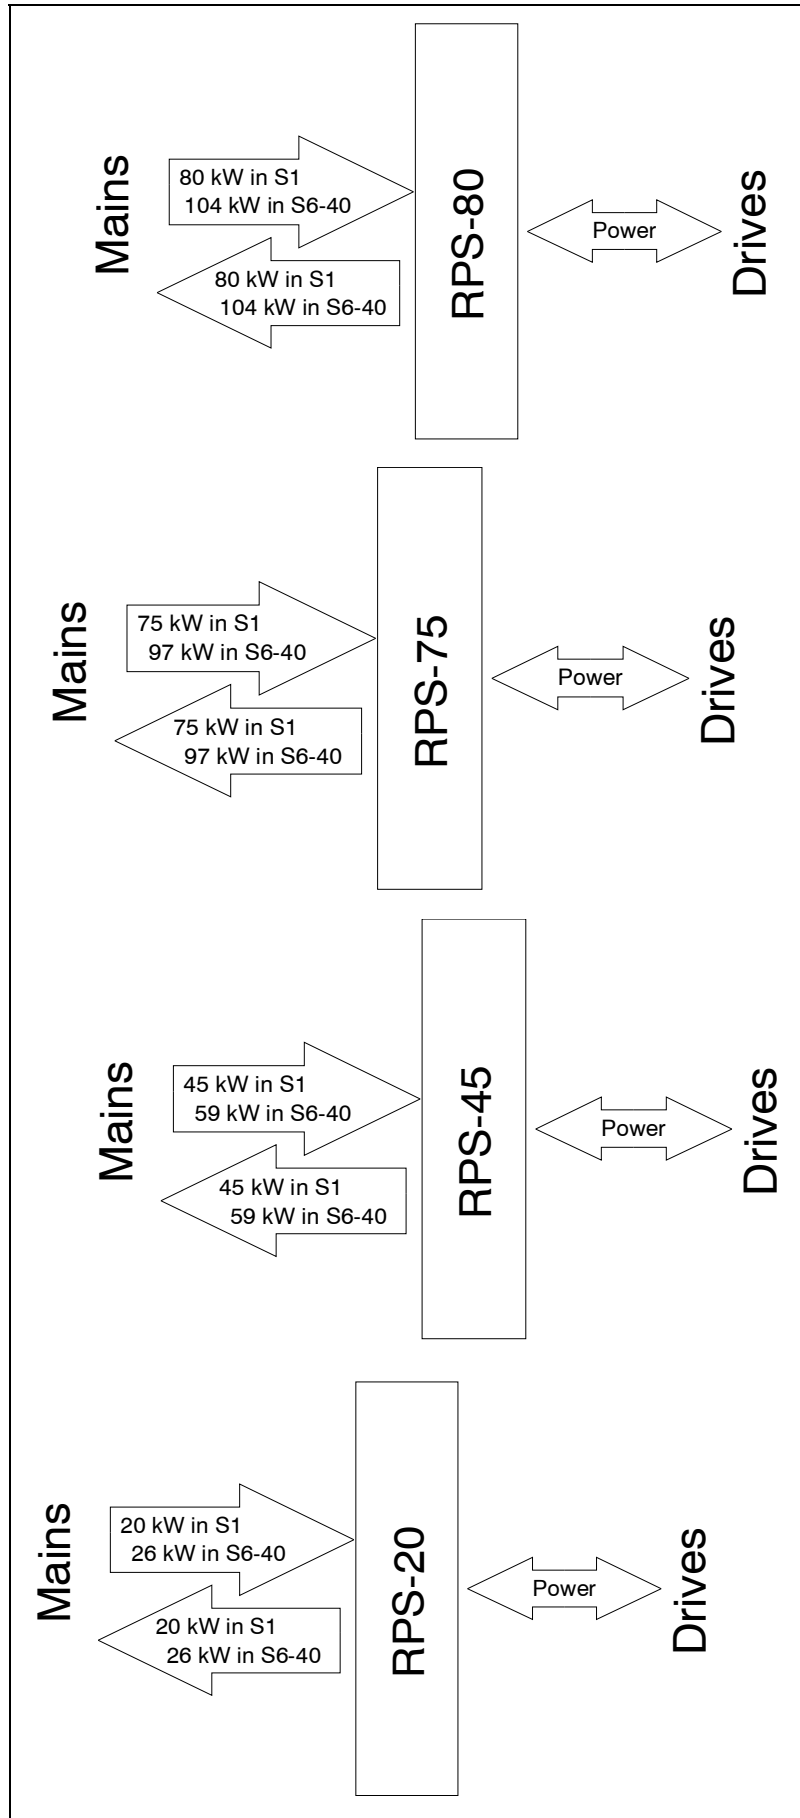 Mains
80 kW in S1
104 kW in S6-40
80 kW in S1
104 kW in S6-40
RPS-80
Power
Drives
Mains
75 kW in S1
97 kW in S6-40
75 kW in S1
97 kW in S6-40
RPS-75
Power
Drives
Mains
45 kW in S1
59 kW in S6-40
45 kW in S1
59 kW in S6-40
RPS-45
Power
Drives
Mains
20 kW in S1
26 kW in S6-40
20 kW in S1
26 kW in S6-40
RPS-20
Power
Drives